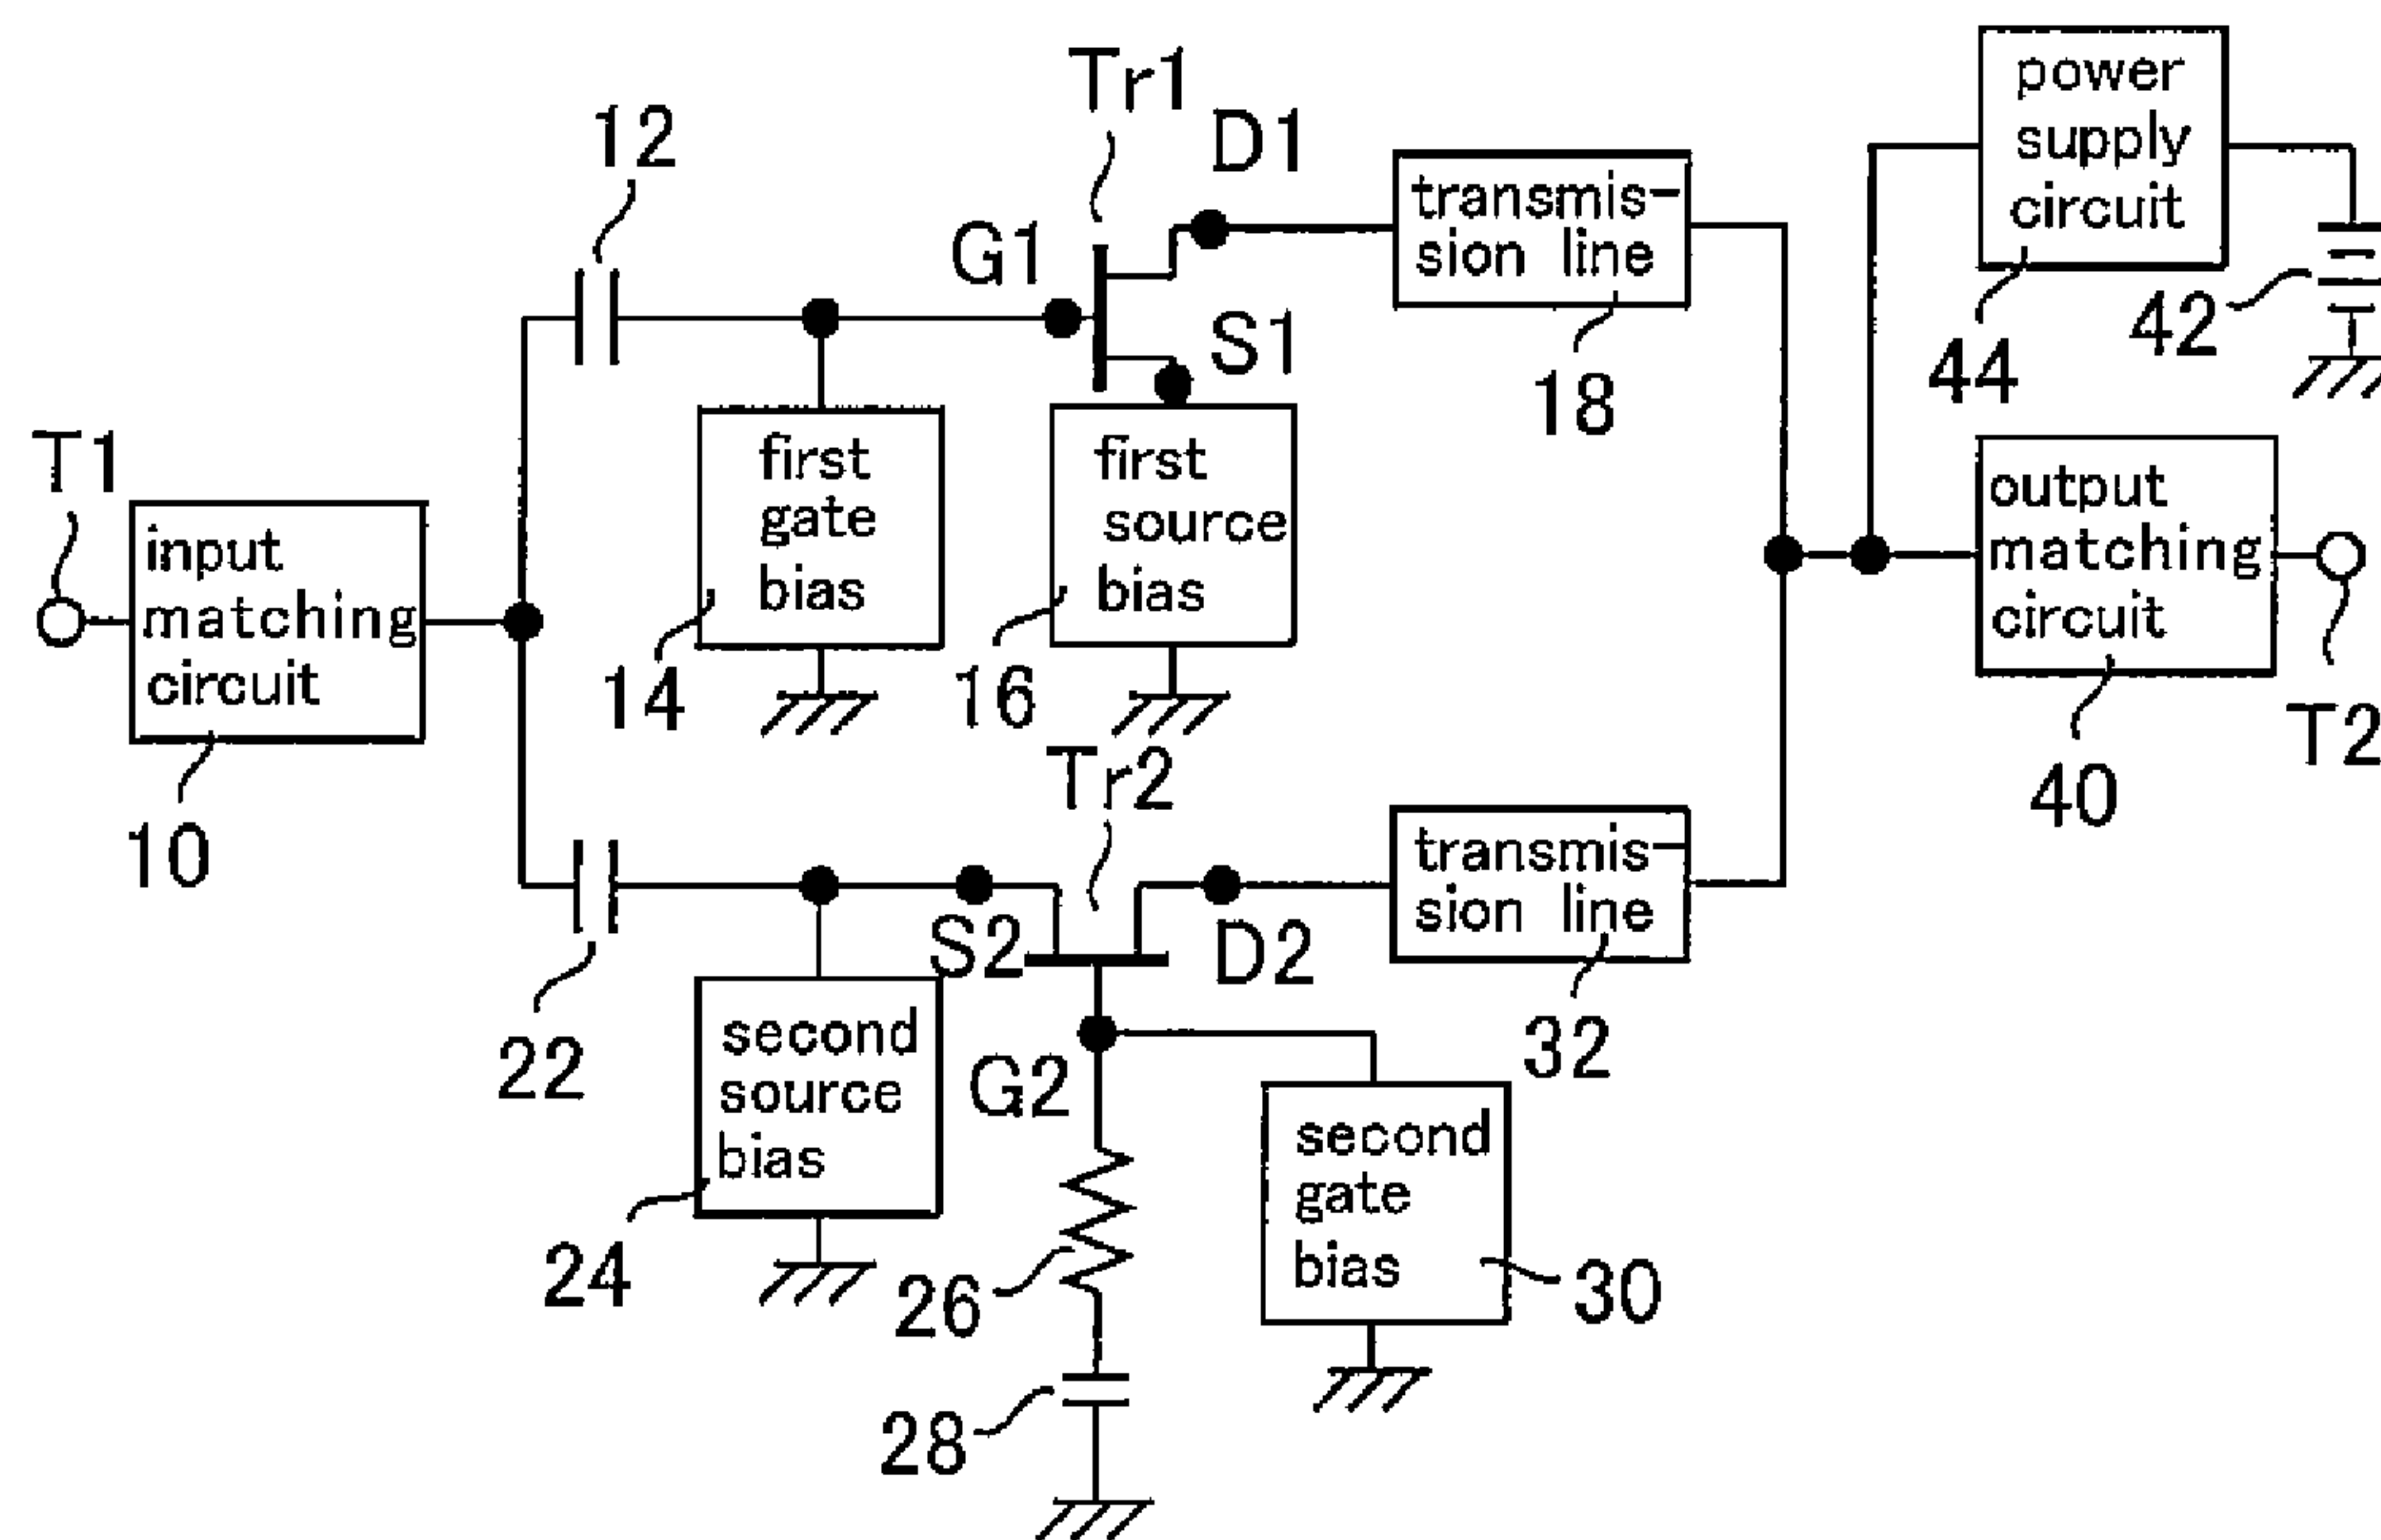 Tr1
D1
12
G1
S1
transmis-
sion line
18
power
supply
circuit
44
42
T1
input
matching
circuit
10
first
gate
bias
14
first
source
bias
16
output
matching
circuit
40
T2
Tr2
22
S2
D2
transmis-
sion line
32
second
source
bias
24
G2
26
28
second
gate
bias
30